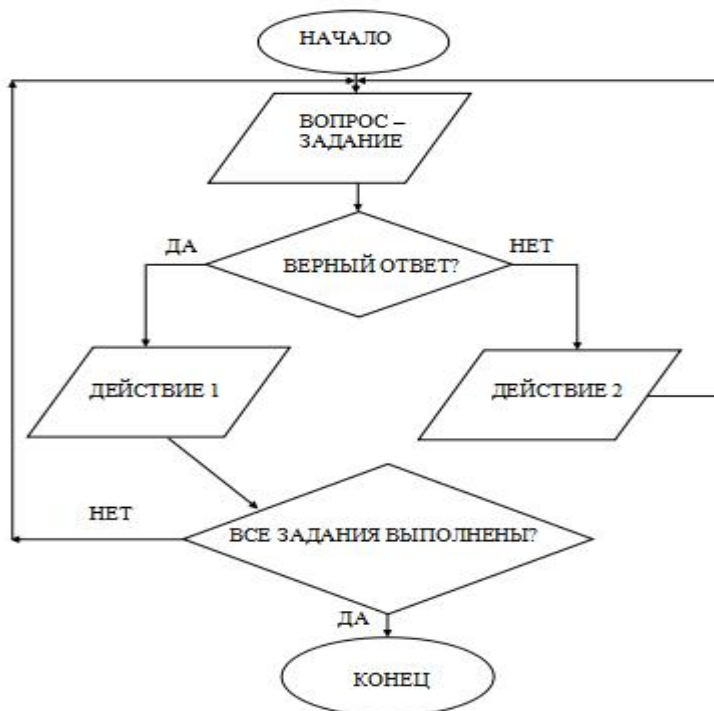 НАЧАЛО
ВОПРОС –
ЗАДАНИЕ
ДА
НЕТ
ВЕРНЫЙ ОТВЕТ?
ДЕЙСТВИЕ 1
ДЕЙСТВИЕ 2
НЕТ
ВСЕ ЗАДАНИЯ ВЫПОЛНЕНЫ?
ДА
КОНЕЦ